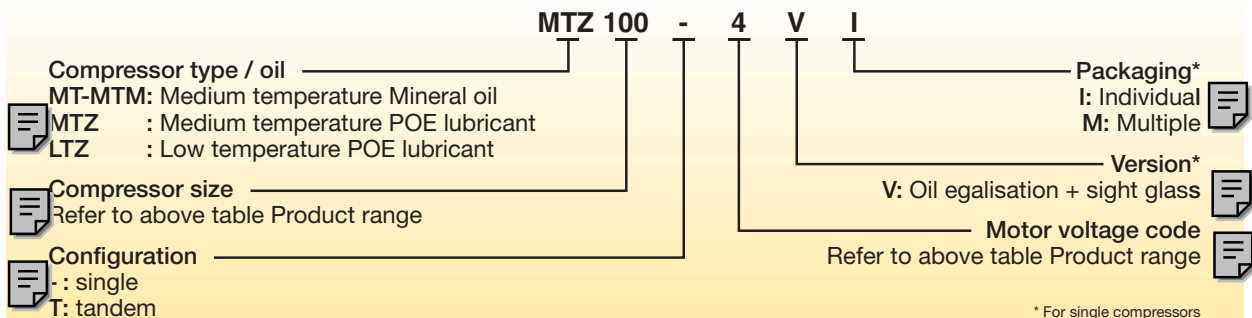 MTZ 100 - 4 V I
Compressor type / oil
MT-MTM: Medium temperature Mineral oil
MTZ : Medium temperature POE lubricant
LTZ : Low temperature POE lubricant
Compressor size
Refer to above table Product range
Configuration
- : single
T: tandem
Packaging*
I: Individual
M: Multiple
Version*
V: Oil egalisation + sight glass
Motor voltage code
Refer to above table Product range
* For single compressors